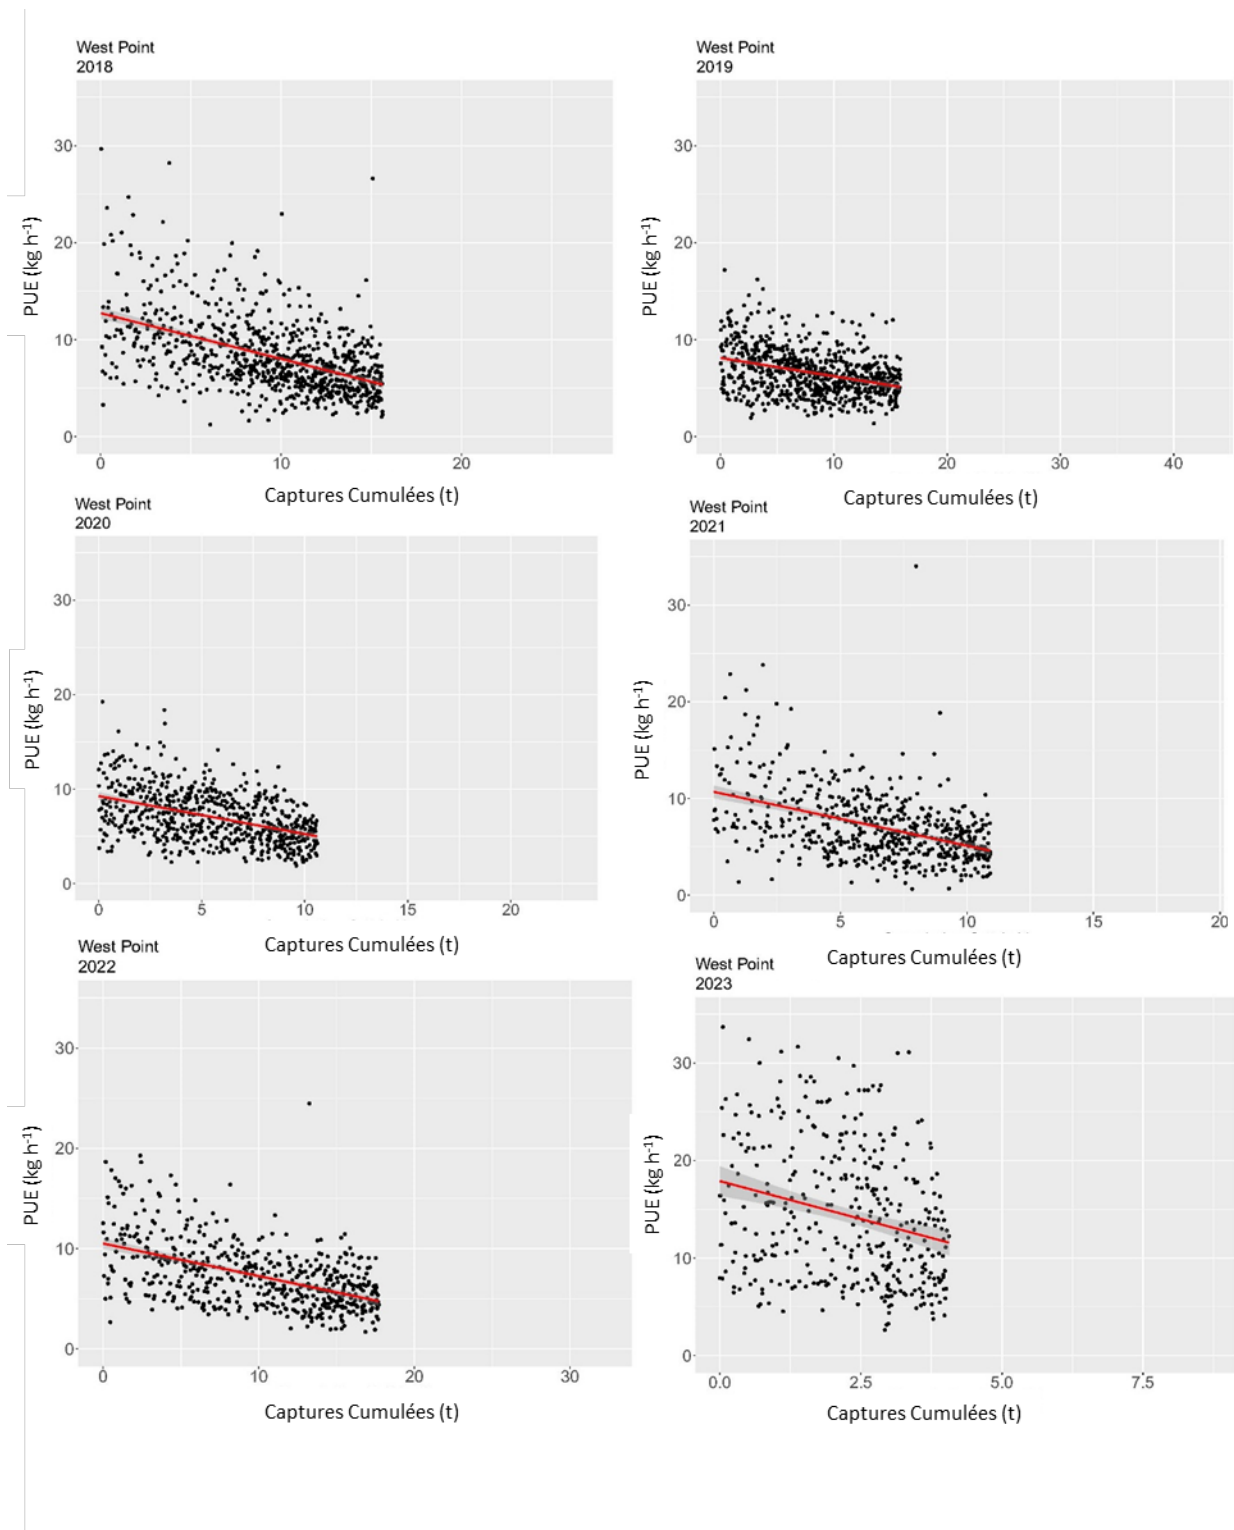 West Point
2018
PUE (kg h⁻¹)
30
20
10
0
0 10 20
Captures Cumulées (t)
West Point
2019
PUE (kg h⁻¹)
30
20
10
0
0 10 20 30 40
Captures Cumulées (t)
West Point
2020
PUE (kg h⁻¹)
30
20
10
0
0 5 10 15 20
Captures Cumulées (t)
West Point
2021
PUE (kg h⁻¹)
30
20
10
0
0 5 10 15 20
Captures Cumulées (t)
West Point
2022
PUE (kg h⁻¹)
30
20
10
0
0 10 20 30
Captures Cumulées (t)
West Point
2023
PUE (kg h⁻¹)
30
20
10
0
0.0 2.5 5.0 7.5
Captures Cumulées (t)